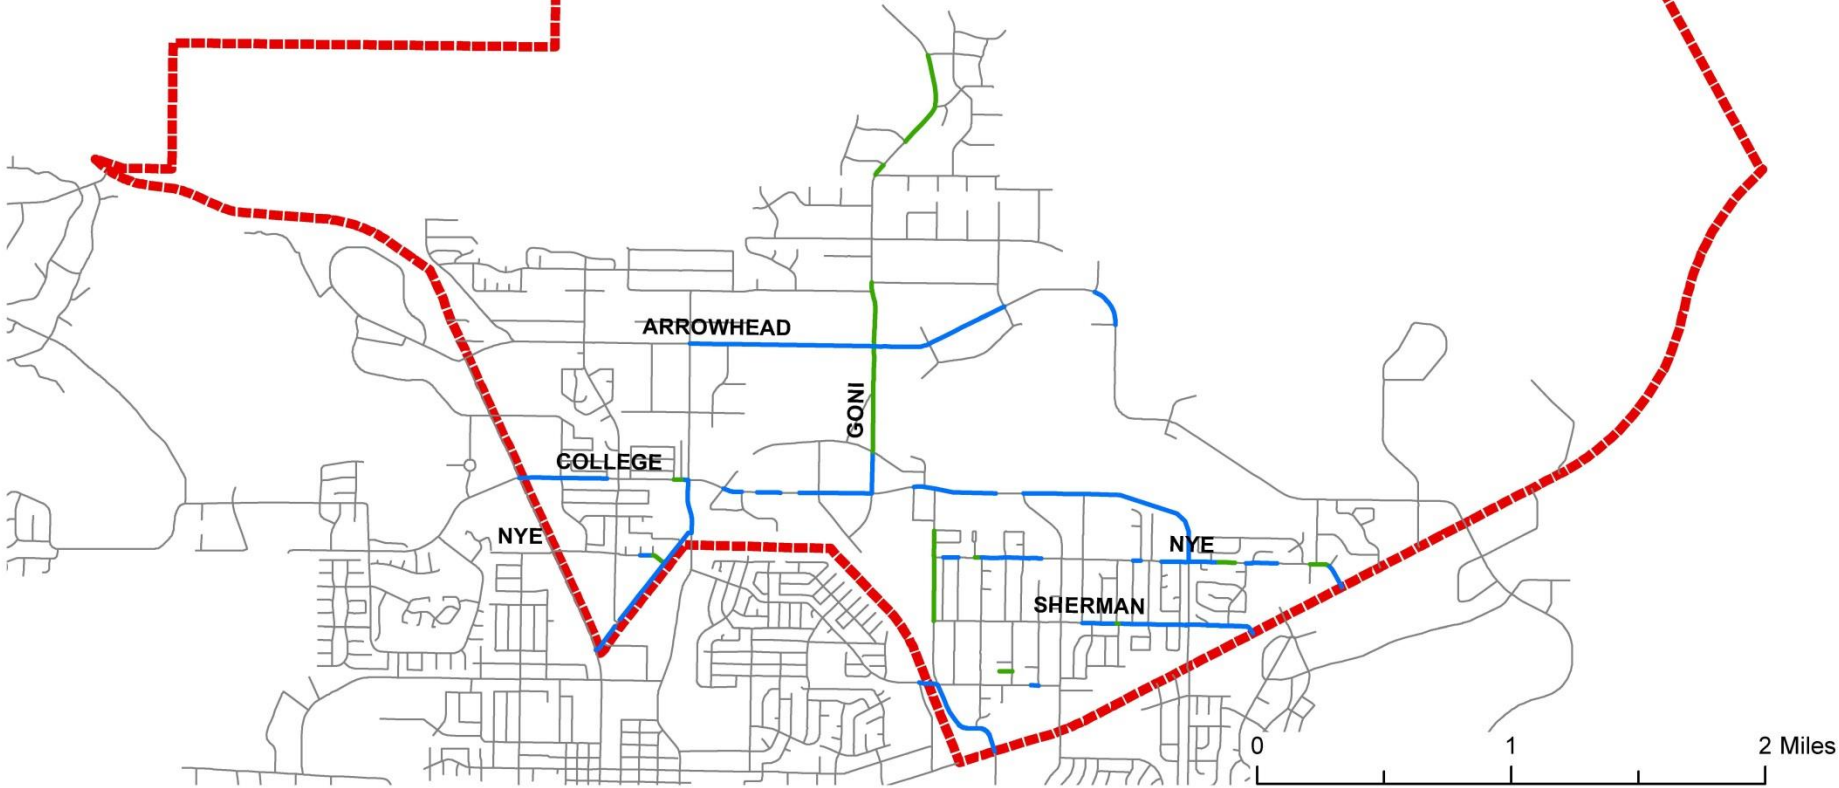 ARROWHEAD
GONI
COLLEGE
NYE
NYE
SHERMAN
0 1 2 Miles